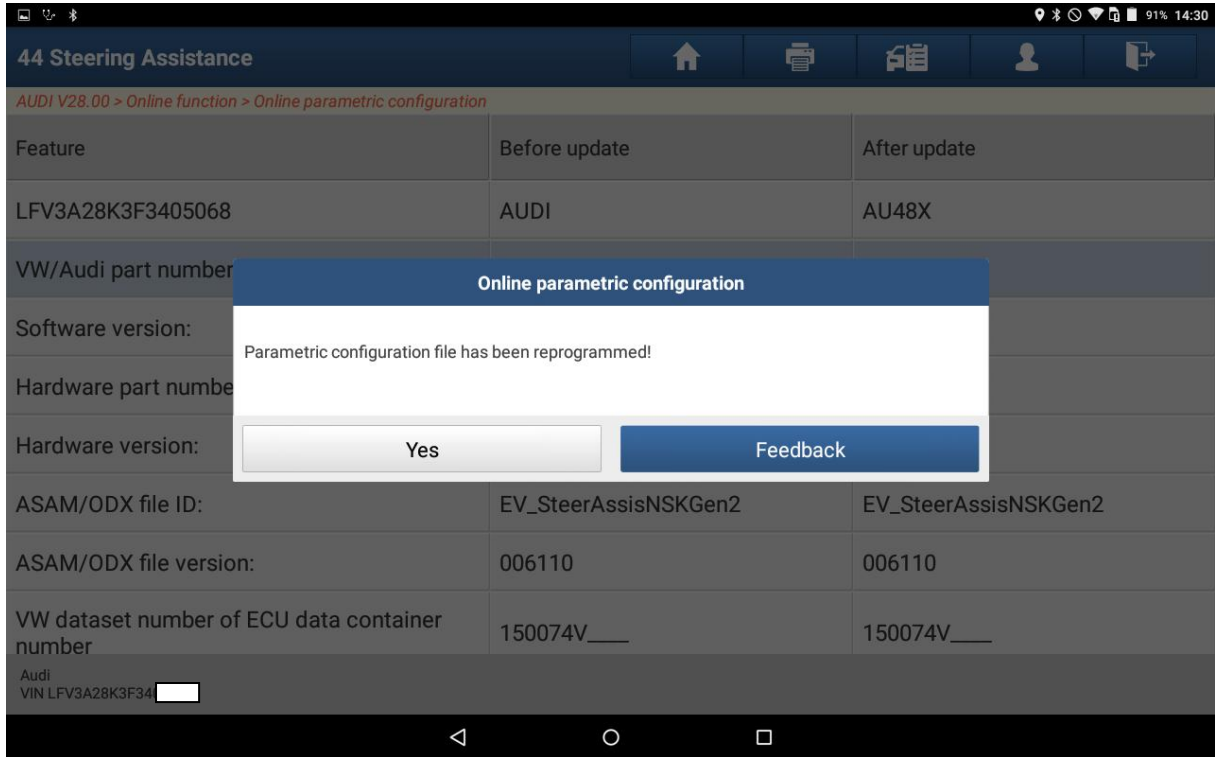 91% 14:30
44 Steering Assistance
AUDI V28.00 > Online function > Online parametric configuration
Feature Before update After update
LFV3A28K3F3405068 AUDI AU48X
VW/Audi part number
Online parametric configuration
Software version:
Parametric configuration file has been reprogrammed!
Hardware part numbe
Hardware version:
Yes Feedback
ASAM/ODX file ID: EV_SteerAssisNSKGen2 EV_SteerAssisNSKGen2
ASAM/ODX file version: 006110 006110
VW dataset number of ECU data container
number 150074V____ 150074V____
Audi
VIN LFV3A28K3F34